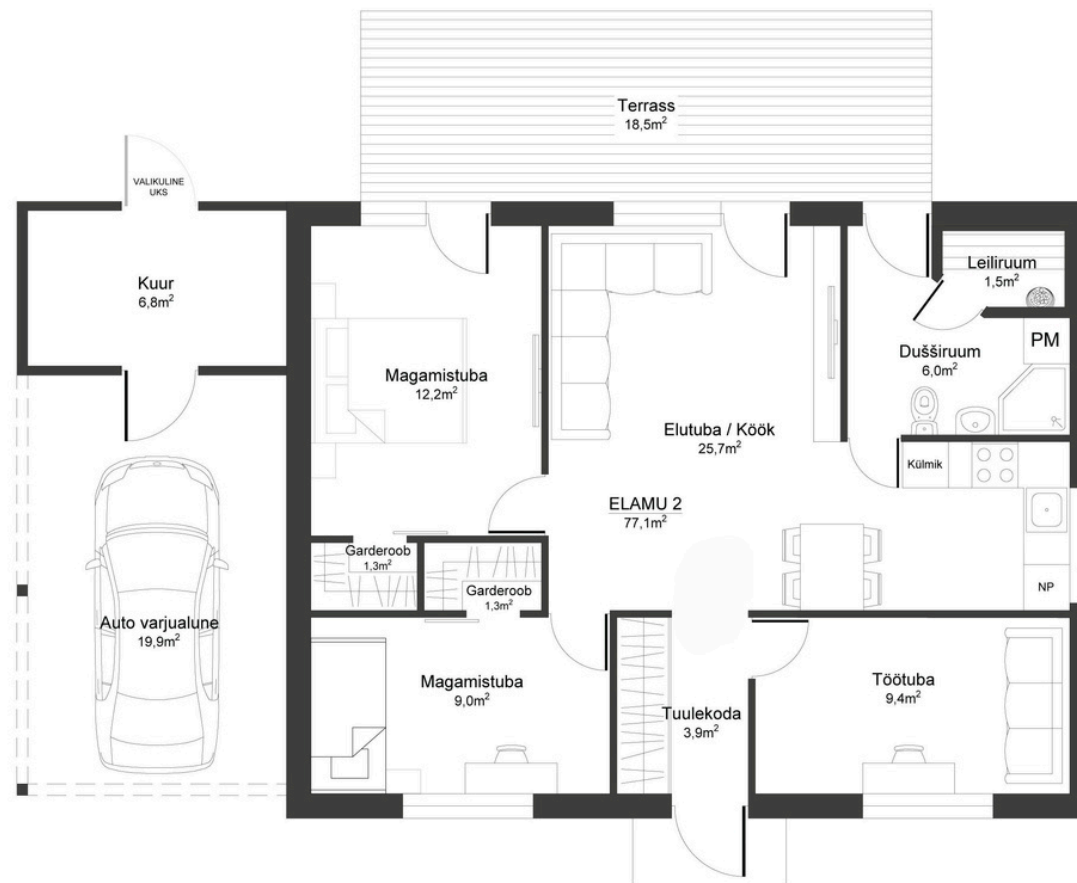 Terrass
18,5m²
VALIKULINE
UKS
Kuur
6,8m²
Leiliruum
1,5m²
PM
Dušširuum
6,0m²
Magamistuba
12,2m²
Elutuba / Köök
25,7m²
Külmik
ELAMU 2
77,1m²
Garderoob
1,3m²
Garderoob
1,3m²
NP
Auto varjualune
19,9m²
Magamistuba
9,0m²
Töötuba
9,4m²
Tuulekoda
3,9m²